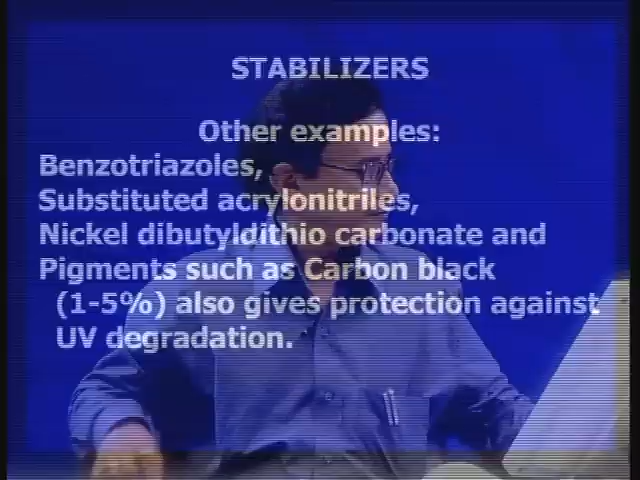 STABILIZERS
Other examples:
Benzotriazoles,
Substituted acrylonitriles,
Nickel dibutyldithio carbonate and
Pigments such as Carbon black
(1-5%) also gives protection against
UV degradation.